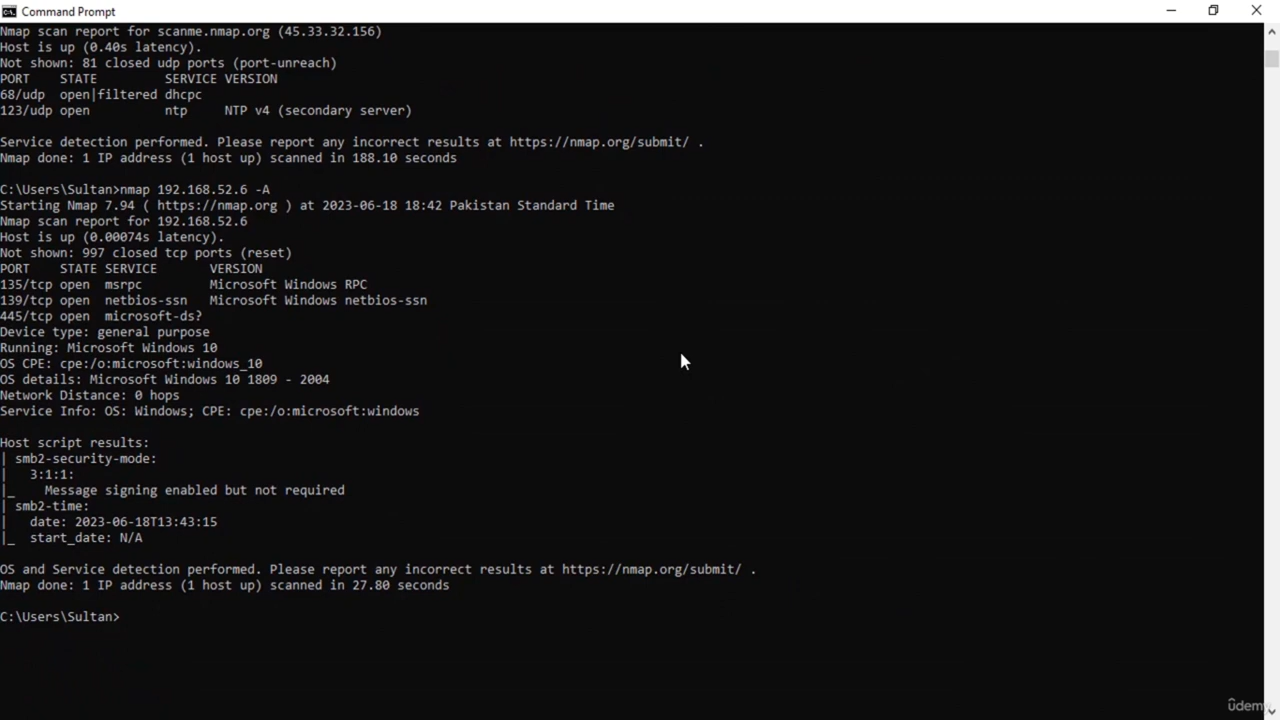 Command Prompt
Nmap scan report for scanme.nmap.org (45.33.32.156)
Host is up (0.40s latency).
Not shown: 81 closed udp ports (port-unreach)
PORT    STATE         SERVICE VERSION
68/udp  open|filtered dhcpc
123/udp open          ntp     NTP v4 (secondary server)
Service detection performed. Please report any incorrect results at https://nmap.org/submit/ .
Nmap done: 1 IP address (1 host up) scanned in 188.10 seconds
C:\Users\Sultan>nmap 192.168.52.6 -A
Starting Nmap 7.94 ( https://nmap.org ) at 2023-06-18 18:42 Pakistan Standard Time
Nmap scan report for 192.168.52.6
Host is up (0.00074s latency).
Not shown: 997 closed tcp ports (reset)
PORT    STATE SERVICE       VERSION
135/tcp open  msrpc         Microsoft Windows RPC
139/tcp open  netbios-ssn   Microsoft Windows netbios-ssn
445/tcp open  microsoft-ds?
Device type: general purpose
Running: Microsoft Windows 10
OS CPE: cpe:/o:microsoft:windows_10
OS details: Microsoft Windows 10 1809 - 2004
Network Distance: 0 hops
Service Info: OS: Windows; CPE: cpe:/o:microsoft:windows
Host script results:
| smb2-security-mode:
|   3:1:1:
|_    Message signing enabled but not required
| smb2-time:
|   date: 2023-06-18T13:43:15
|_  start_date: N/A
OS and Service detection performed. Please report any incorrect results at https://nmap.org/submit/ .
Nmap done: 1 IP address (1 host up) scanned in 27.80 seconds
C:\Users\Sultan>
ûdemy